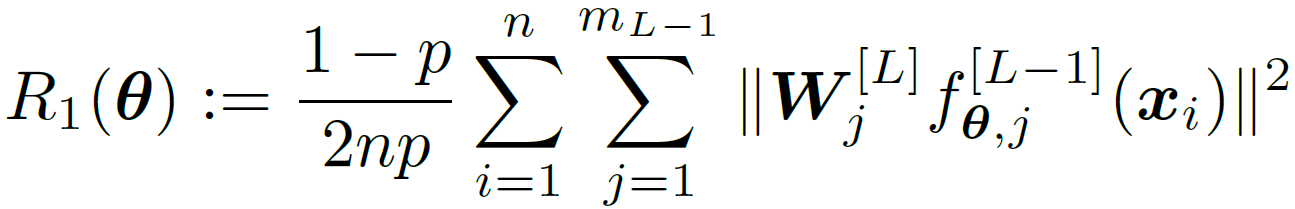 R_1(\boldsymbol{\theta}) := \frac{1-p}{2np} \sum_{i=1}^{n} \sum_{j=1}^{m_{L-1}} \|\boldsymbol{W}_j^{[L]} f_{\boldsymbol{\theta},j}^{[L-1]}(\boldsymbol{x}_i)\|^2